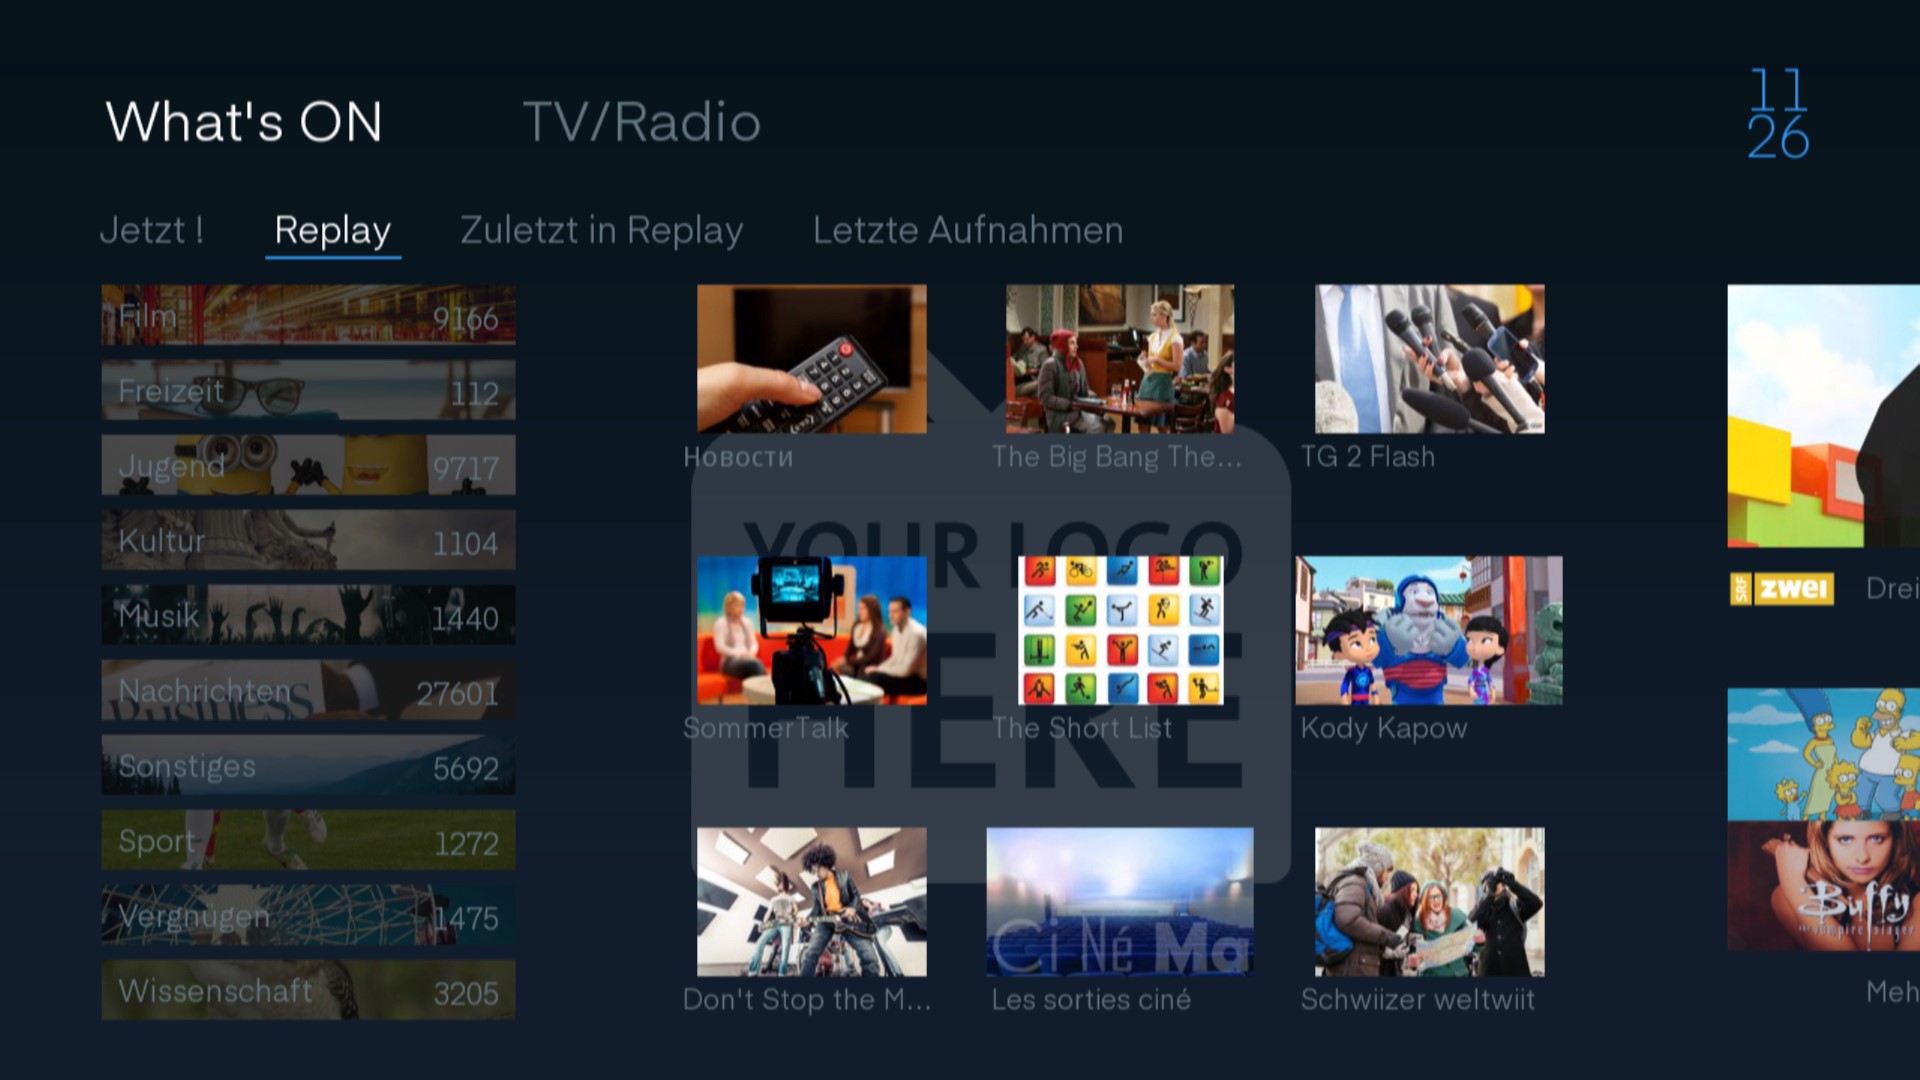 What's ON
TV/Radio
11
26
Jetzt !
Replay
Zuletzt in Replay
Letzte Aufnahmen
Film 9166
Freizeit 112
Jugend 9717
Kultur 1104
Musik 1440
Nachrichten 27601
BUSINESS
Sonstiges 5692
Sport 1272
Vergnügen 1475
Wissenschaft 3205
YOUR LOGO
HERE
Новости
The Big Bang The...
TG 2 Flash
SommerTalk
The Short List
Kody Kapow
CiNé Ma
Don't Stop the M...
Les sorties ciné
Schwiizer weltwiit
SRF zwei
Drei
Buffy
the vampire slayer
Meh